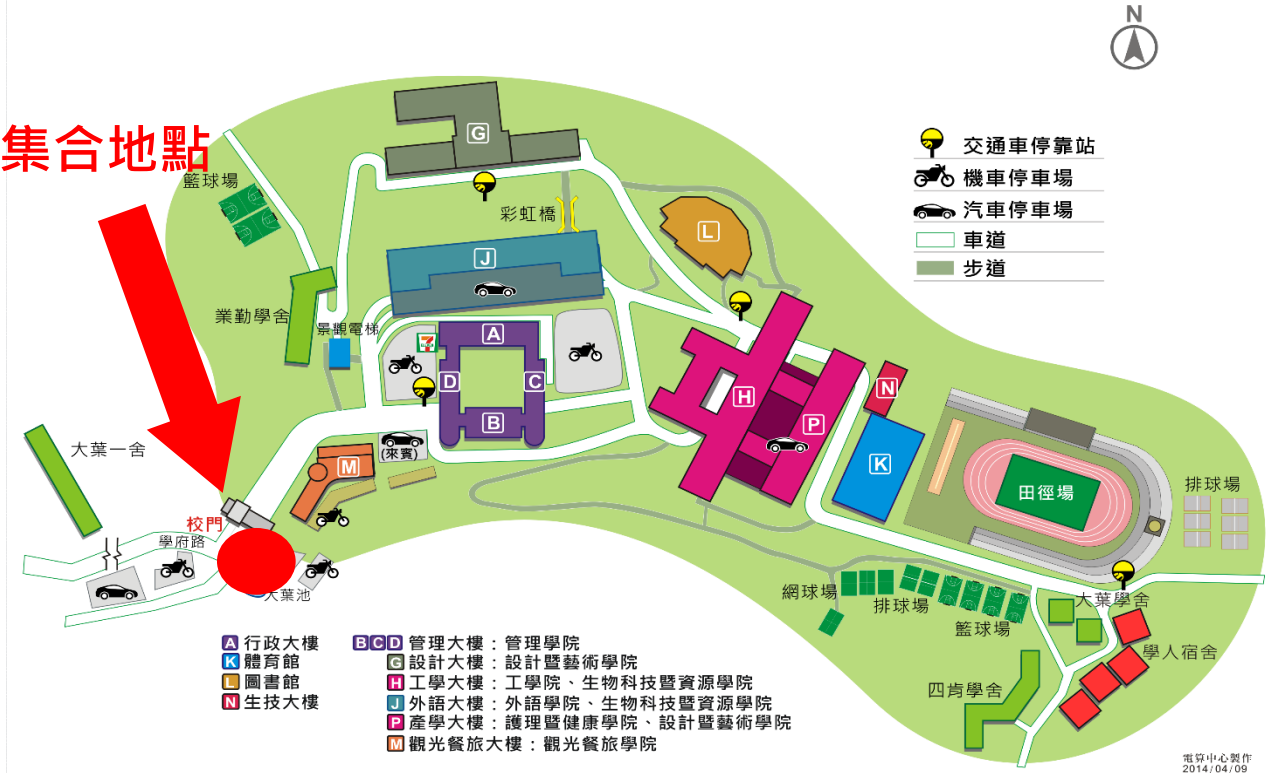 N
集合地點
籃球場
G
彩虹橋
L
交通車停靠站
機車停車場
汽車停車場
車道
步道
J
業勤學舍
景觀電梯
7
A
D
C
B
H
N
P
K
(來賓)
M
大葉一舍
田徑場
排球場
校門
學府路
大葉池
網球場
排球場
籃球場
大葉學舍
學人宿舍
四肯學舍
A 行政大樓
K 體育館
L 圖書館
N 生技大樓
B C D 管理大樓：管理學院
G 設計大樓：設計暨藝術學院
H 工學大樓：工學院、生物科技暨資源學院
J 外語大樓：外語學院、生物科技暨資源學院
P 產學大樓：護理暨健康學院、設計暨藝術學院
M 觀光餐旅大樓：觀光餐旅學院
電算中心製作
2014/04/09